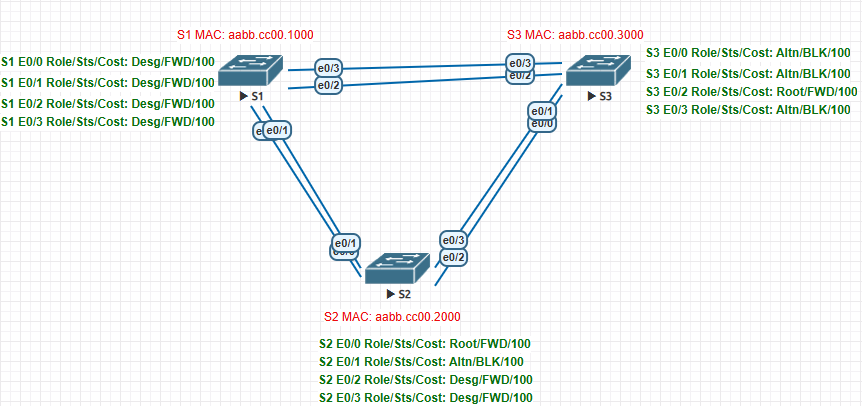 S1 MAC: aabb.cc00.1000
S3 MAC: aabb.cc00.3000
S1 E0/0 Role/Sts/Cost: Desg/FWD/100
S1 E0/1 Role/Sts/Cost: Desg/FWD/100
S1 E0/2 Role/Sts/Cost: Desg/FWD/100
S1 E0/3 Role/Sts/Cost: Desg/FWD/100
S3 E0/0 Role/Sts/Cost: Altn/BLK/100
S3 E0/1 Role/Sts/Cost: Altn/BLK/100
S3 E0/2 Role/Sts/Cost: Root/FWD/100
S3 E0/3 Role/Sts/Cost: Altn/BLK/100
e0/3
e0/2
e0/3
e0/2
S1
S3
e0/1
e0/1
e0/0
e0/1
e0/3
e0/2
S2
S2 MAC: aabb.cc00.2000
S2 E0/0 Role/Sts/Cost: Root/FWD/100
S2 E0/1 Role/Sts/Cost: Altn/BLK/100
S2 E0/2 Role/Sts/Cost: Desg/FWD/100
S2 E0/3 Role/Sts/Cost: Desg/FWD/100